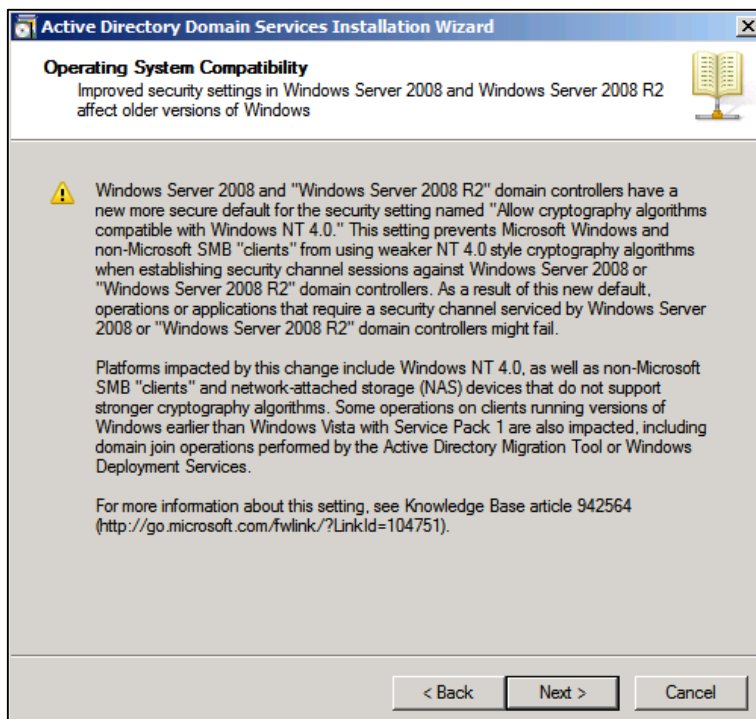 Active Directory Domain Services Installation Wizard
Operating System Compatibility
Improved security settings in Windows Server 2008 and Windows Server 2008 R2
affect older versions of Windows
Windows Server 2008 and "Windows Server 2008 R2" domain controllers have a
new more secure default for the security setting named "Allow cryptography algorithms
compatible with Windows NT 4.0." This setting prevents Microsoft Windows and
non-Microsoft SMB "clients" from using weaker NT 4.0 style cryptography algorithms
when establishing security channel sessions against Windows Server 2008 or
"Windows Server 2008 R2" domain controllers. As a result of this new default,
operations or applications that require a security channel serviced by Windows Server
2008 or "Windows Server 2008 R2" domain controllers might fail.
Platforms impacted by this change include Windows NT 4.0, as well as non-Microsoft
SMB "clients" and network-attached storage (NAS) devices that do not support
stronger cryptography algorithms. Some operations on clients running versions of
Windows earlier than Windows Vista with Service Pack 1 are also impacted, including
domain join operations performed by the Active Directory Migration Tool or Windows
Deployment Services.
For more information about this setting, see Knowledge Base article 942564
(http://go.microsoft.com/fwlink/?LinkId=104751).
< Back
Next >
Cancel